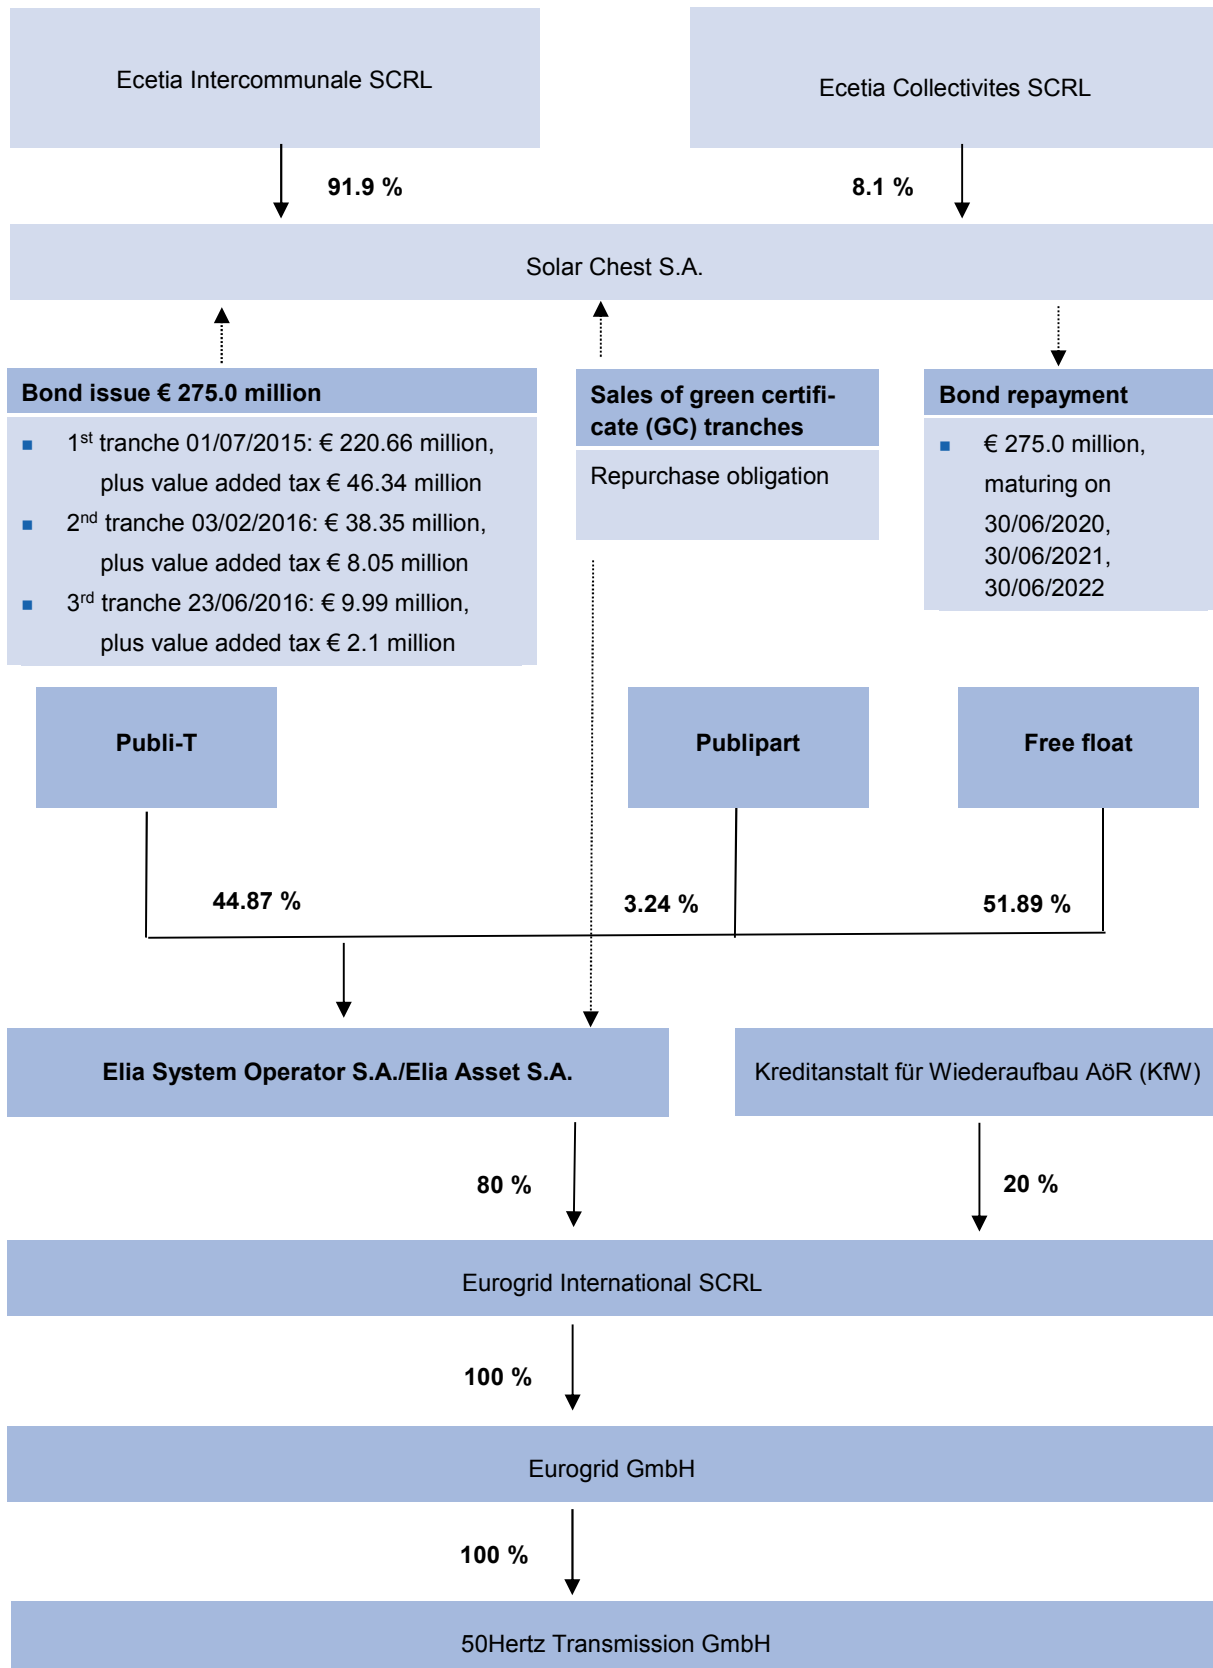 Ecetia Intercommunale SCRL
Ecetia Collectivites SCRL
91.9 %
8.1 %
Solar Chest S.A.
Bond issue € 275.0 million
■ 1st tranche 01/07/2015: € 220.66 million,
plus value added tax € 46.34 million
■ 2nd tranche 03/02/2016: € 38.35 million,
plus value added tax € 8.05 million
■ 3rd tranche 23/06/2016: € 9.99 million,
plus value added tax € 2.1 million
Sales of green certifi-
cate (GC) tranches
Repurchase obligation
Bond repayment
■ € 275.0 million,
maturing on
30/06/2020,
30/06/2021,
30/06/2022
Publi-T
Publipart
Free float
44.87 %
3.24 %
51.89 %
Elia System Operator S.A./Elia Asset S.A.
Kreditanstalt für Wiederaufbau AöR (KfW)
80 %
20 %
Eurogrid International SCRL
100 %
Eurogrid GmbH
100 %
50Hertz Transmission GmbH